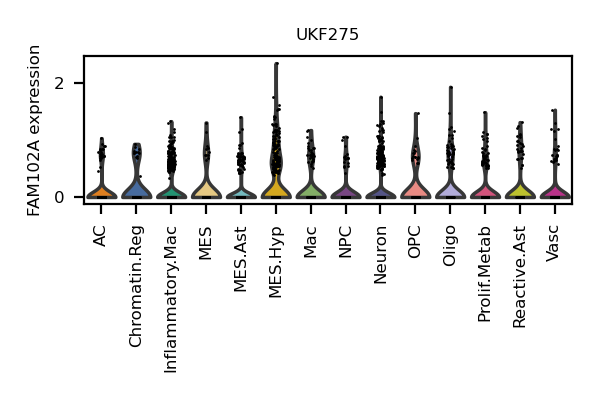 UKF275
FAM102A expression
2
0
AC
Chromatin.Reg
Inflammatory.Mac
MES
MES.Ast
MES.Hyp
Mac
NPC
Neuron
OPC
Oligo
Prolif.Metab
Reactive.Ast
Vasc